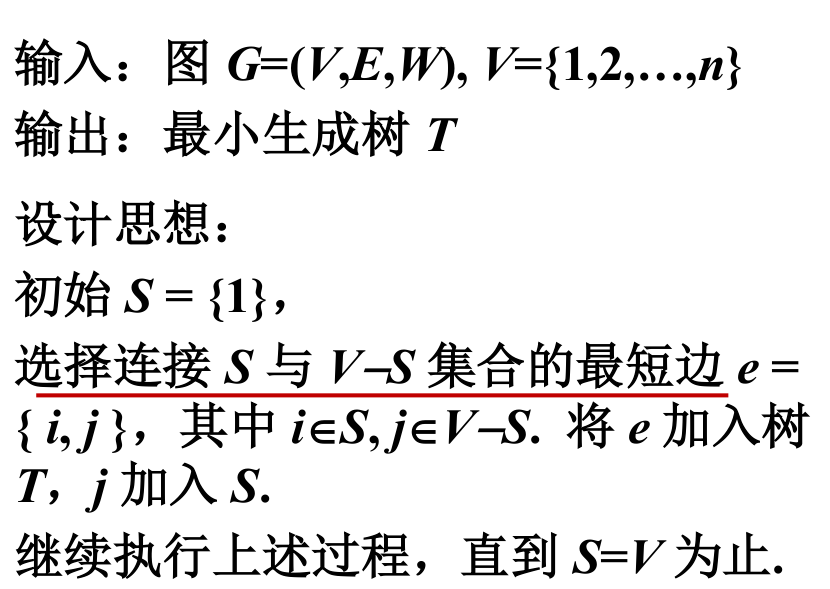 输入：图 G=(V,E,W), V={1,2,…,n}
输出：最小生成树 T
设计思想：
初始 S = {1}，
选择连接 S 与 V−S 集合的最短边 e =
{ i, j }，其中 i∈S, j∈V−S. 将 e 加入树
T，j 加入 S.
继续执行上述过程，直到 S=V 为止.